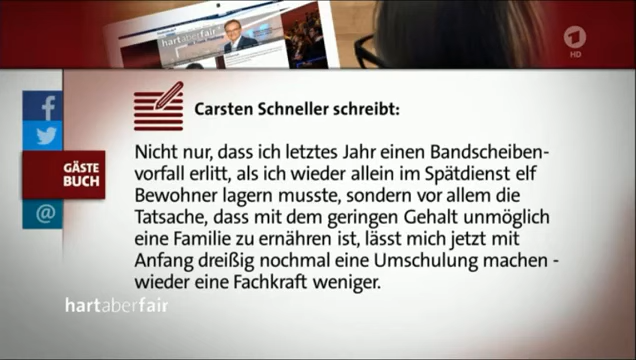 hartaberfair
1
HD
Carsten Schneller schreibt:
Nicht nur, dass ich letztes Jahr einen Bandscheiben-
vorfall erlitt, als ich wieder allein im Spätdienst elf
Bewohner lagern musste, sondern vor allem die
Tatsache, dass mit dem geringen Gehalt unmöglich
eine Familie zu ernähren ist, lässt mich jetzt mit
Anfang dreißig nochmal eine Umschulung machen -
wieder eine Fachkraft weniger.
f
GÄSTE
BUCH
@
hartaberfair